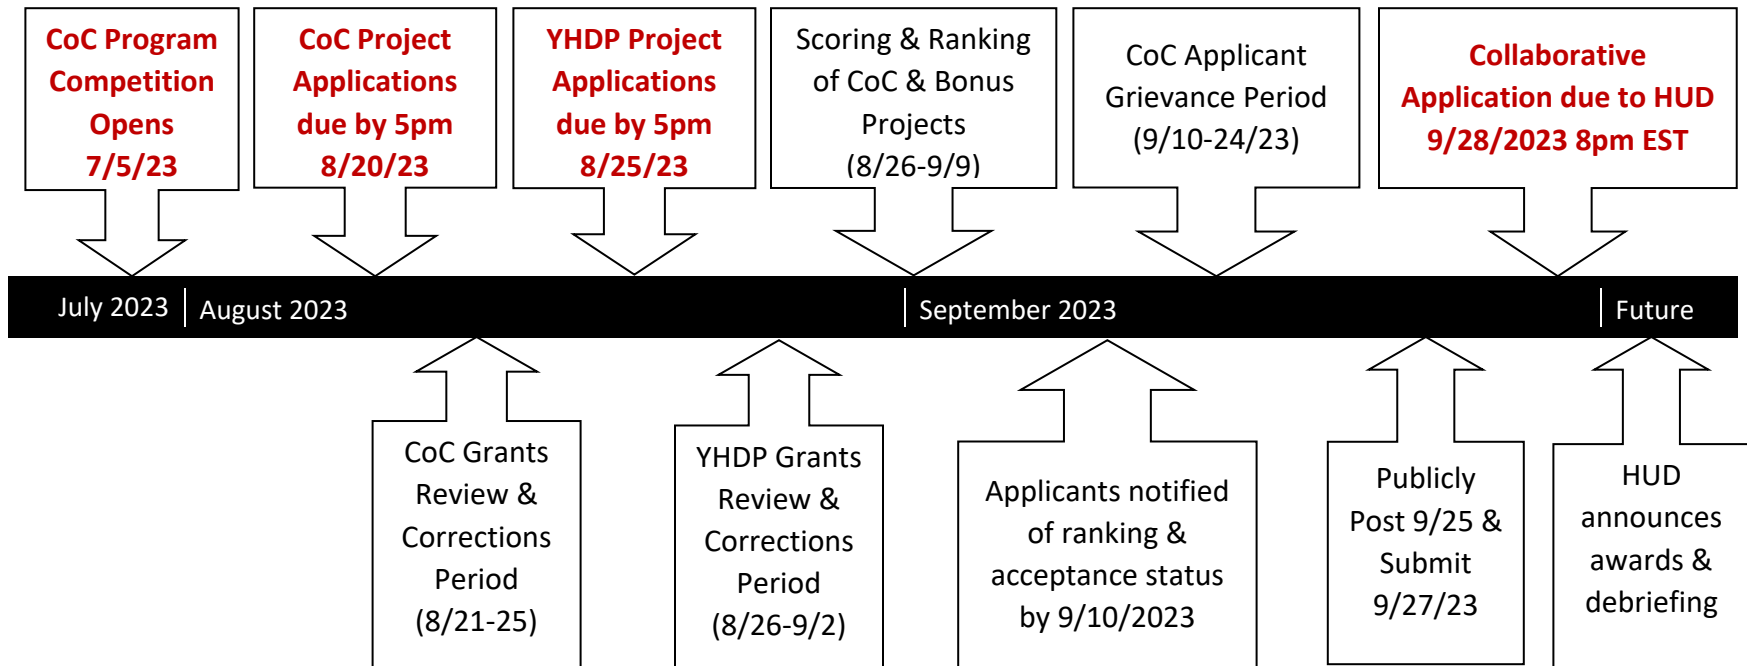 CoC Program
Competition
Opens
7/5/23
CoC Project
Applications
due by 5pm
8/20/23
YHDP Project
Applications
due by 5pm
8/25/23
Scoring & Ranking
of CoC & Bonus
Projects
(8/26-9/9)
CoC Applicant
Grievance Period
(9/10-24/23)
Collaborative
Application due to HUD
9/28/2023 8pm EST
July 2023
August 2023
September 2023
Future
CoC Grants
Review &
Corrections
Period
(8/21-25)
YHDP Grants
Review &
Corrections
Period
(8/26-9/2)
Applicants notified
of ranking &
acceptance status
by 9/10/2023
Publicly
Post 9/25 &
Submit
9/27/23
HUD
announces
awards &
debriefing